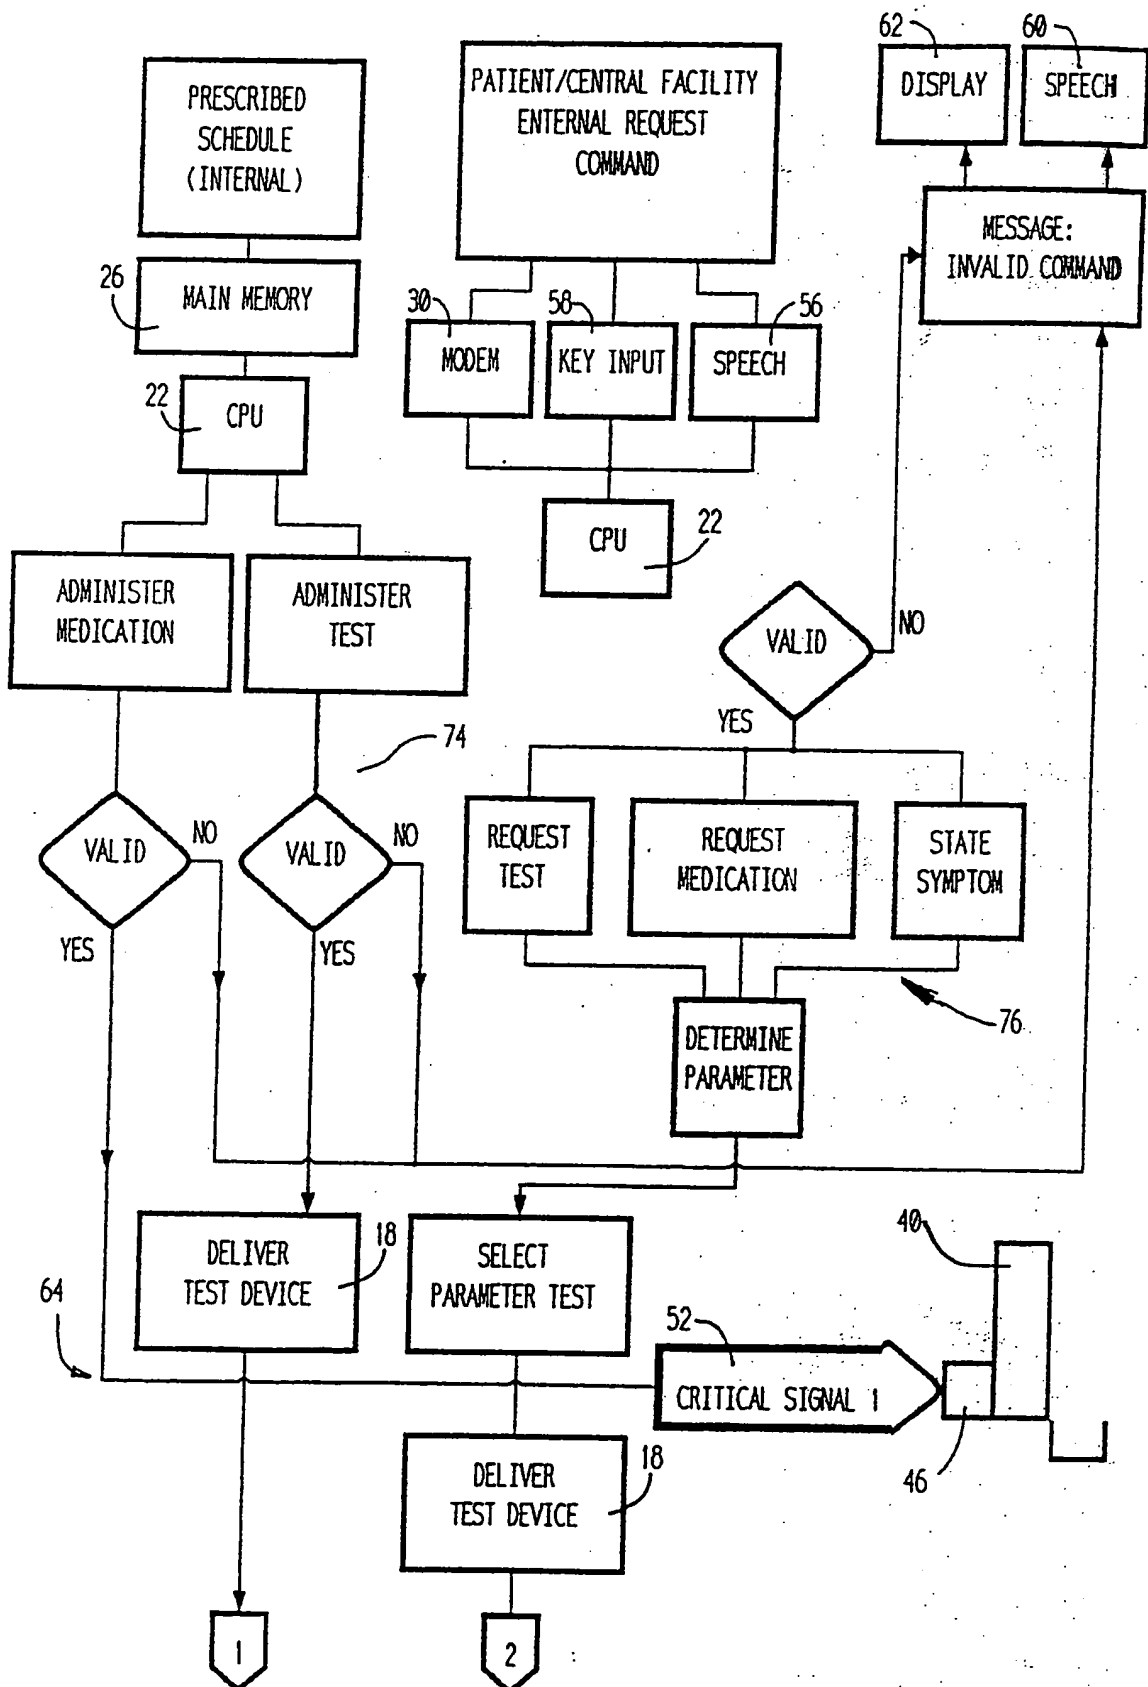 62
60
DISPLAY
SPEECH
PRESCRIBED
SCHEDULE
(INTERNAL)
PATIENT/CENTRAL FACILITY
ENTERNAL REQUEST
COMMAND
MESSAGE:
INVALID COMMAND
26
MAIN MEMORY
30
MODEM
58
KEY INPUT
56
SPEECH
22
CPU
CPU
22
ADMINISTER
MEDICATION
ADMINISTER
TEST
VALID
NO
YES
74
VALID
NO
YES
VALID
NO
YES
REQUEST
TEST
REQUEST
MEDICATION
STATE
SYMPTOM
76
DETERMINE
PARAMETER
DELIVER
TEST DEVICE
18
SELECT
PARAMETER TEST
40
64
52
CRITICAL SIGNAL 1
46
DELIVER
TEST DEVICE
18
1
2